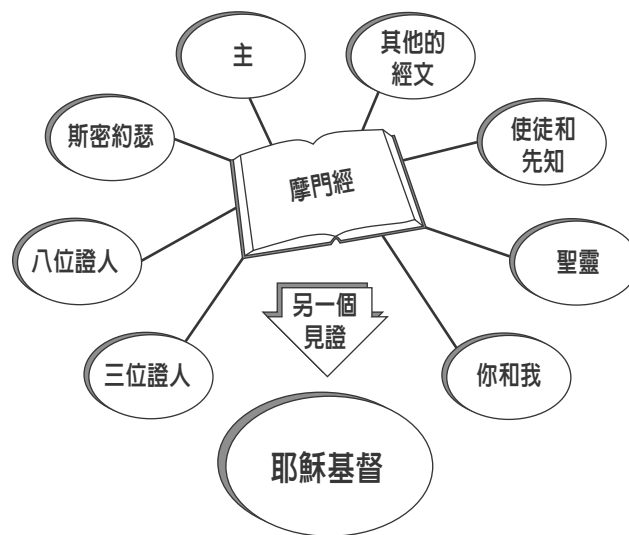 主
其他的
經文
斯密約瑟
使徒和
先知
摩門經
八位證人
聖靈
另一個
見證
三位證人
你和我
耶穌基督